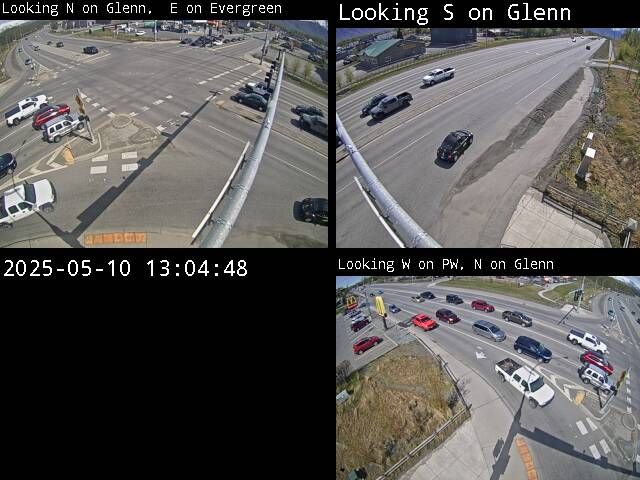 Looking N on Glenn,  E on Evergreen
Looking S on Glenn
2025-05-10 13:04:48
Looking W on PW, N on Glenn